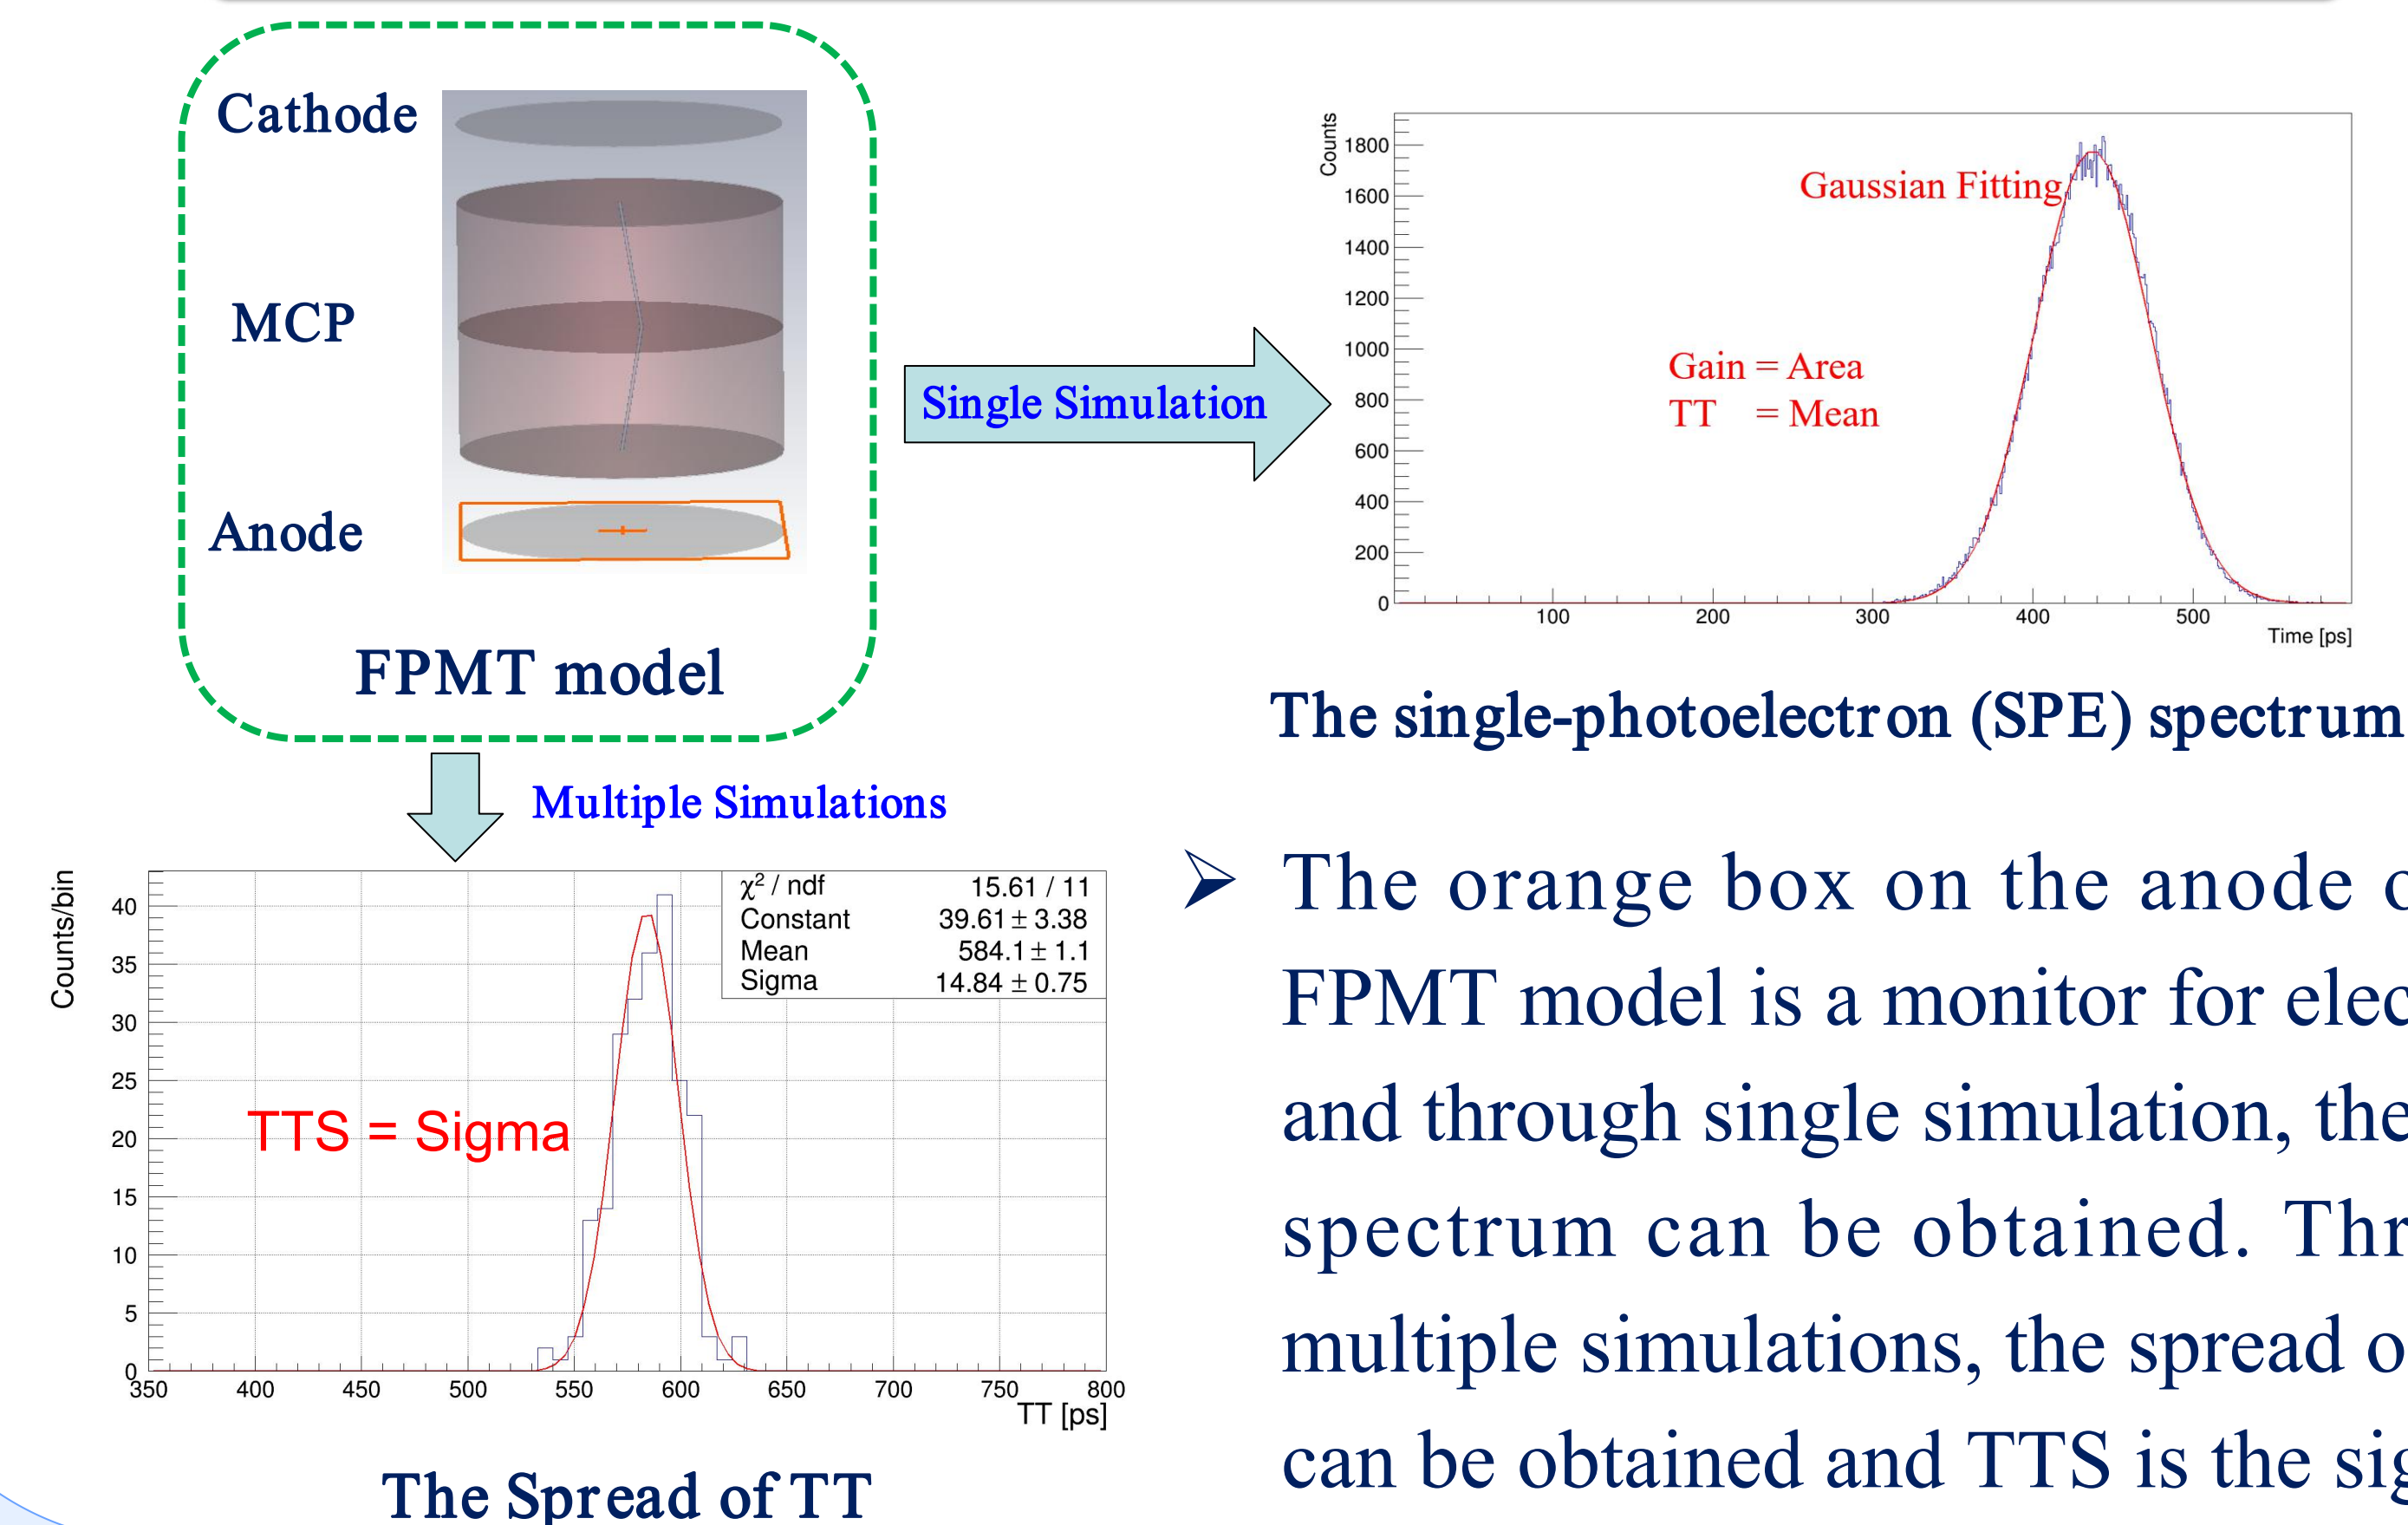 Cathode
MCP
Anode
FPMT model
Single Simulation
Counts
1800
1600
1400
1200
1000
800
600
400
200
0
100 200 300 400 500
Time [ps]
Gaussian Fitting
Gain = Area
TT = Mean
The single-photoelectron (SPE) spectrum
Multiple Simulations
Counts/bin
40
35
30
25
20
15
10
5
0
350 400 450 500 550 600 650 700 750 800
TT [ps]
χ² / ndf 15.61 / 11
Constant 39.61 ± 3.38
Mean 584.1 ± 1.1
Sigma 14.84 ± 0.75
TTS = Sigma
The Spread of TT
➢ The orange box on the anode
FPMT model is a monitor for
and through single simulation, the
spectrum can be obtained.
multiple simulations, the spread
can be obtained and TTS is the